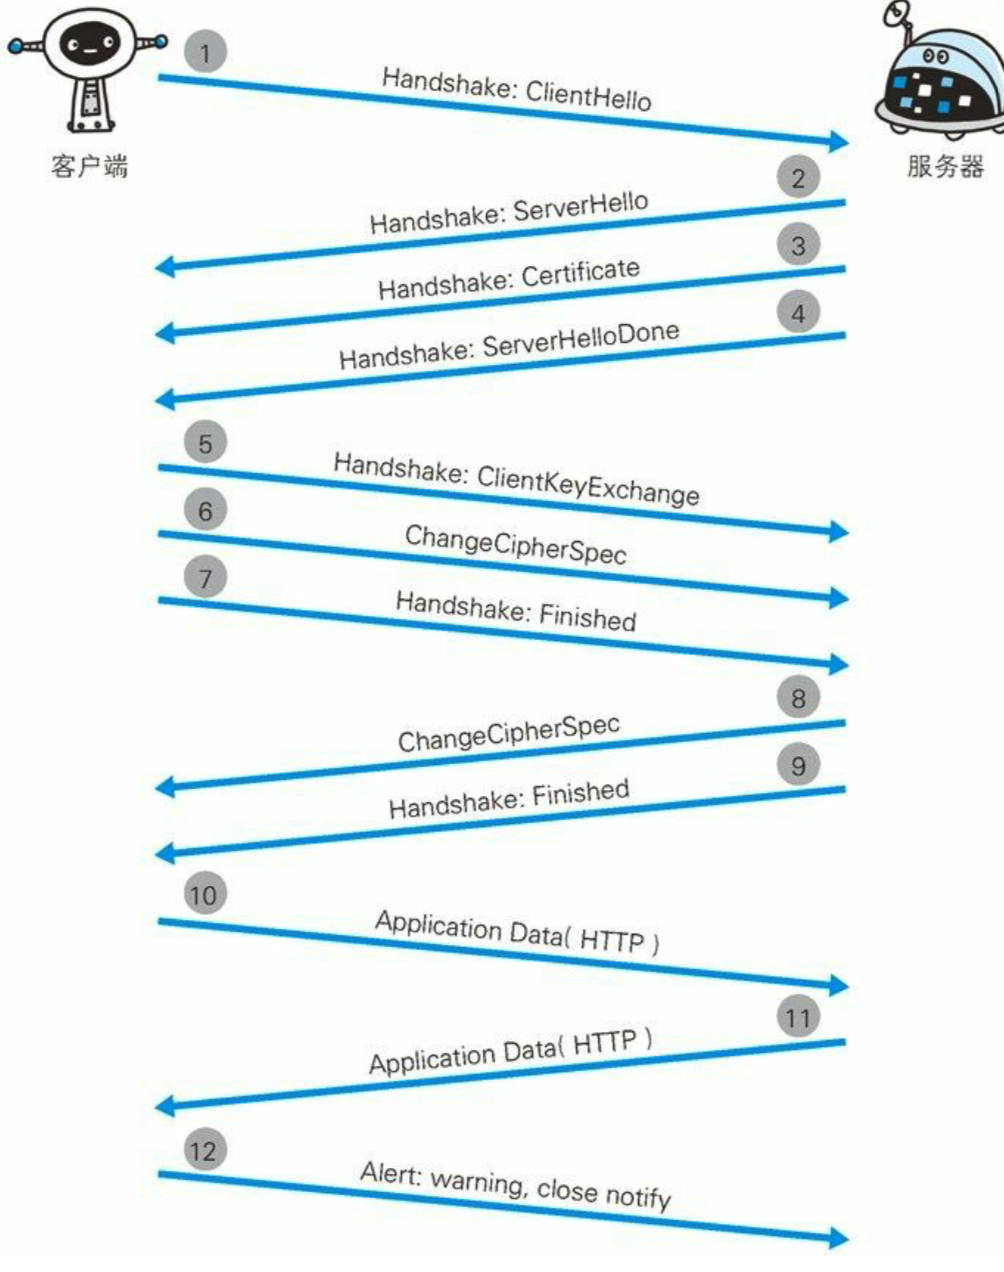 1
Handshake: ClientHello
客户端
服务器
2
Handshake: ServerHello
3
Handshake: Certificate
4
Handshake: ServerHelloDone
5
Handshake: ClientKeyExchange
6
ChangeCipherSpec
7
Handshake: Finished
8
ChangeCipherSpec
9
Handshake: Finished
10
Application Data( HTTP )
11
Application Data( HTTP )
12
Alert: warning, close notify